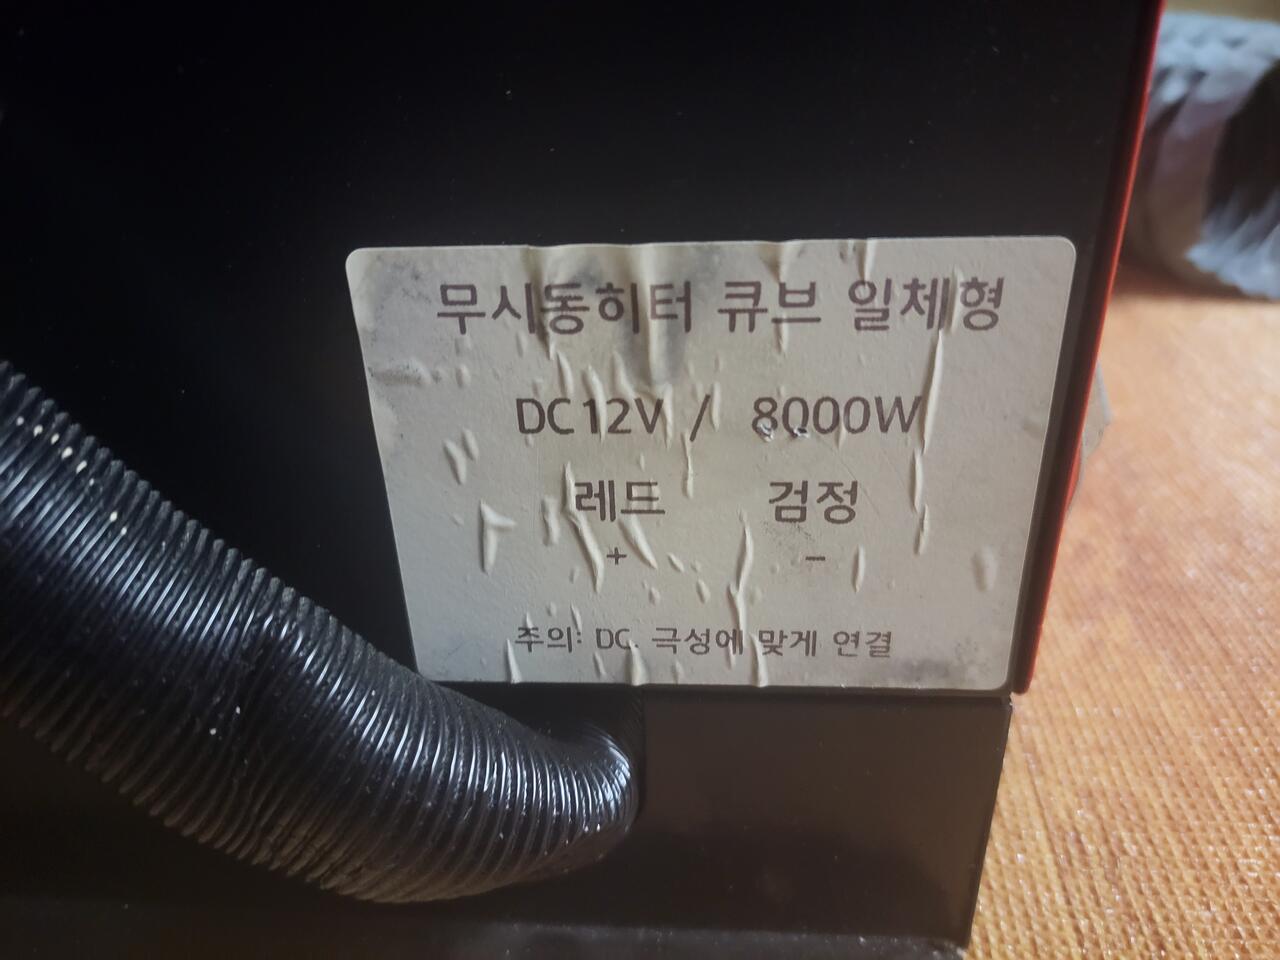 무시동히터 큐브 일체형
DC12V / 8000W
레드 검정
+ -
주의: DC. 극성에 맞게 연결